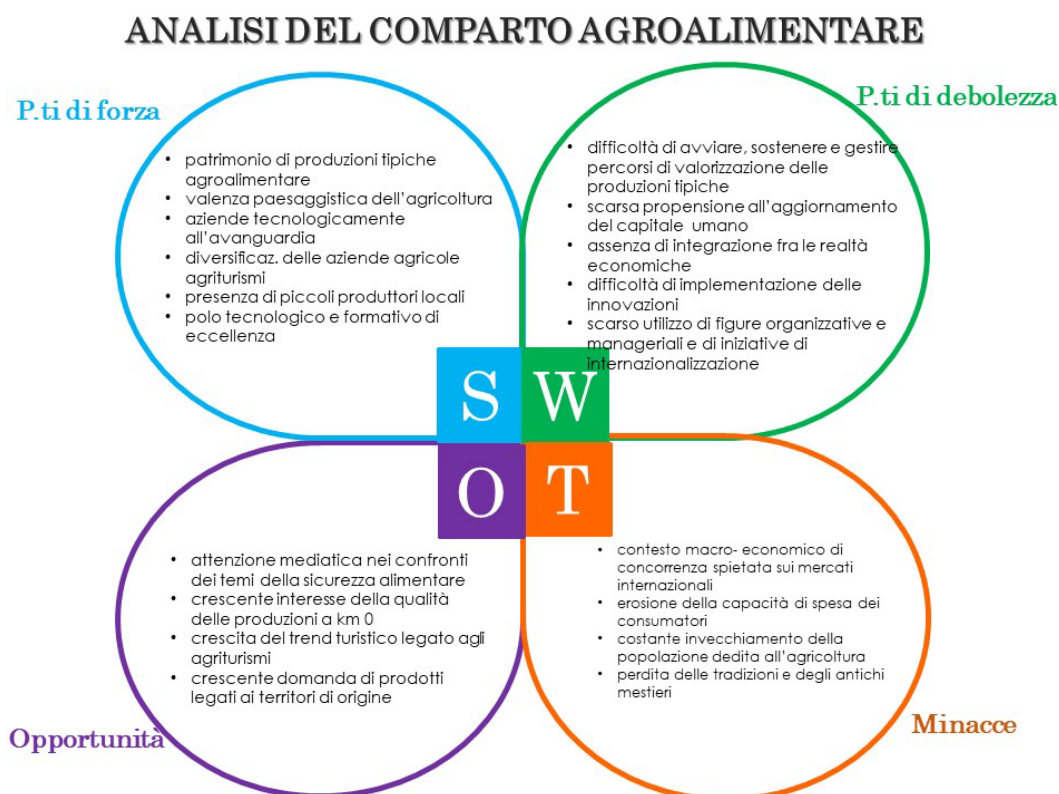 ANALISI DEL COMPARTO AGROALIMENTARE
P.ti di forza
• patrimonio di produzioni tipiche
agroalimentare
• valenza paesaggistica dell'agricoltura
• aziende tecnologicamente
all'avanguardia
• diversificaz. delle aziende agricole
agriturismi
• presenza di piccoli produttori locali
• polo tecnologico e formativo di
eccellenza
P.ti di debolezza
• difficoltà di avviare, sostenere e gestire
percorsi di valorizzazione delle
produzioni tipiche
• scarsa propensione all'aggiornamento
del capitale umano
• assenza di integrazione fra le realtà
economiche
• difficoltà di implementazione delle
innovazioni
• scarso utilizzo di figure organizzative e
manageriali e di iniziative di
internazionalizzazione
S W
O T
• attenzione mediatica nei confronti
dei temi della sicurezza alimentare
• crescente interesse della qualità
delle produzioni a km 0
• crescita del trend turistico legato agli
agriturismi
• crescente domanda di prodotti
legati ai territori di origine
Opportunità
• contesto macro- economico di
concorrenza spietata sui mercati
internazionali
• erosione della capacità di spesa dei
consumatori
• costante invecchiamento della
popolazione dedita all'agricoltura
• perdita delle tradizioni e degli antichi
mestieri
Minacce